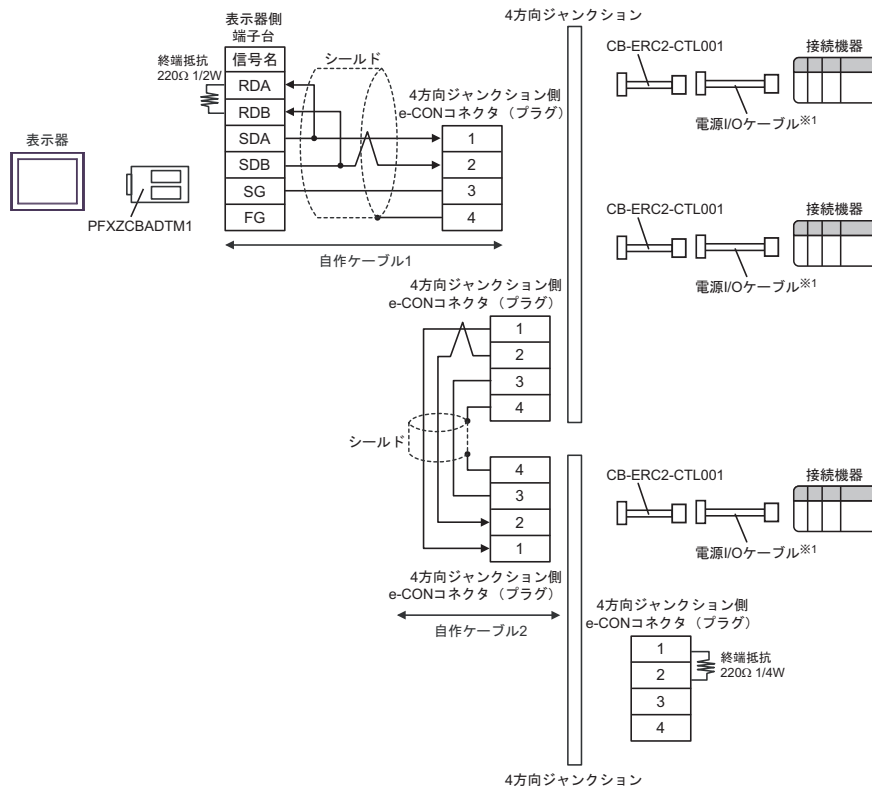 4方向ジャンクション
表示器側
端子台
信号名
終端抵抗
220Ω 1/2W
RDA
RDB
SDA
SDB
SG
FG
シールド
4方向ジャンクション側
e-CONコネクタ（プラグ）
1
2
3
4
表示器
PFXZCBADTM1
自作ケーブル1
CB-ERC2-CTL001
接続機器
電源I/Oケーブル※1
CB-ERC2-CTL001
接続機器
電源I/Oケーブル※1
4方向ジャンクション側
e-CONコネクタ（プラグ）
1
2
3
4
シールド
4
3
2
1
4方向ジャンクション側
e-CONコネクタ（プラグ）
自作ケーブル2
CB-ERC2-CTL001
接続機器
電源I/Oケーブル※1
4方向ジャンクション側
e-CONコネクタ（プラグ）
1
2
3
4
終端抵抗
220Ω 1/4W
4方向ジャンクション